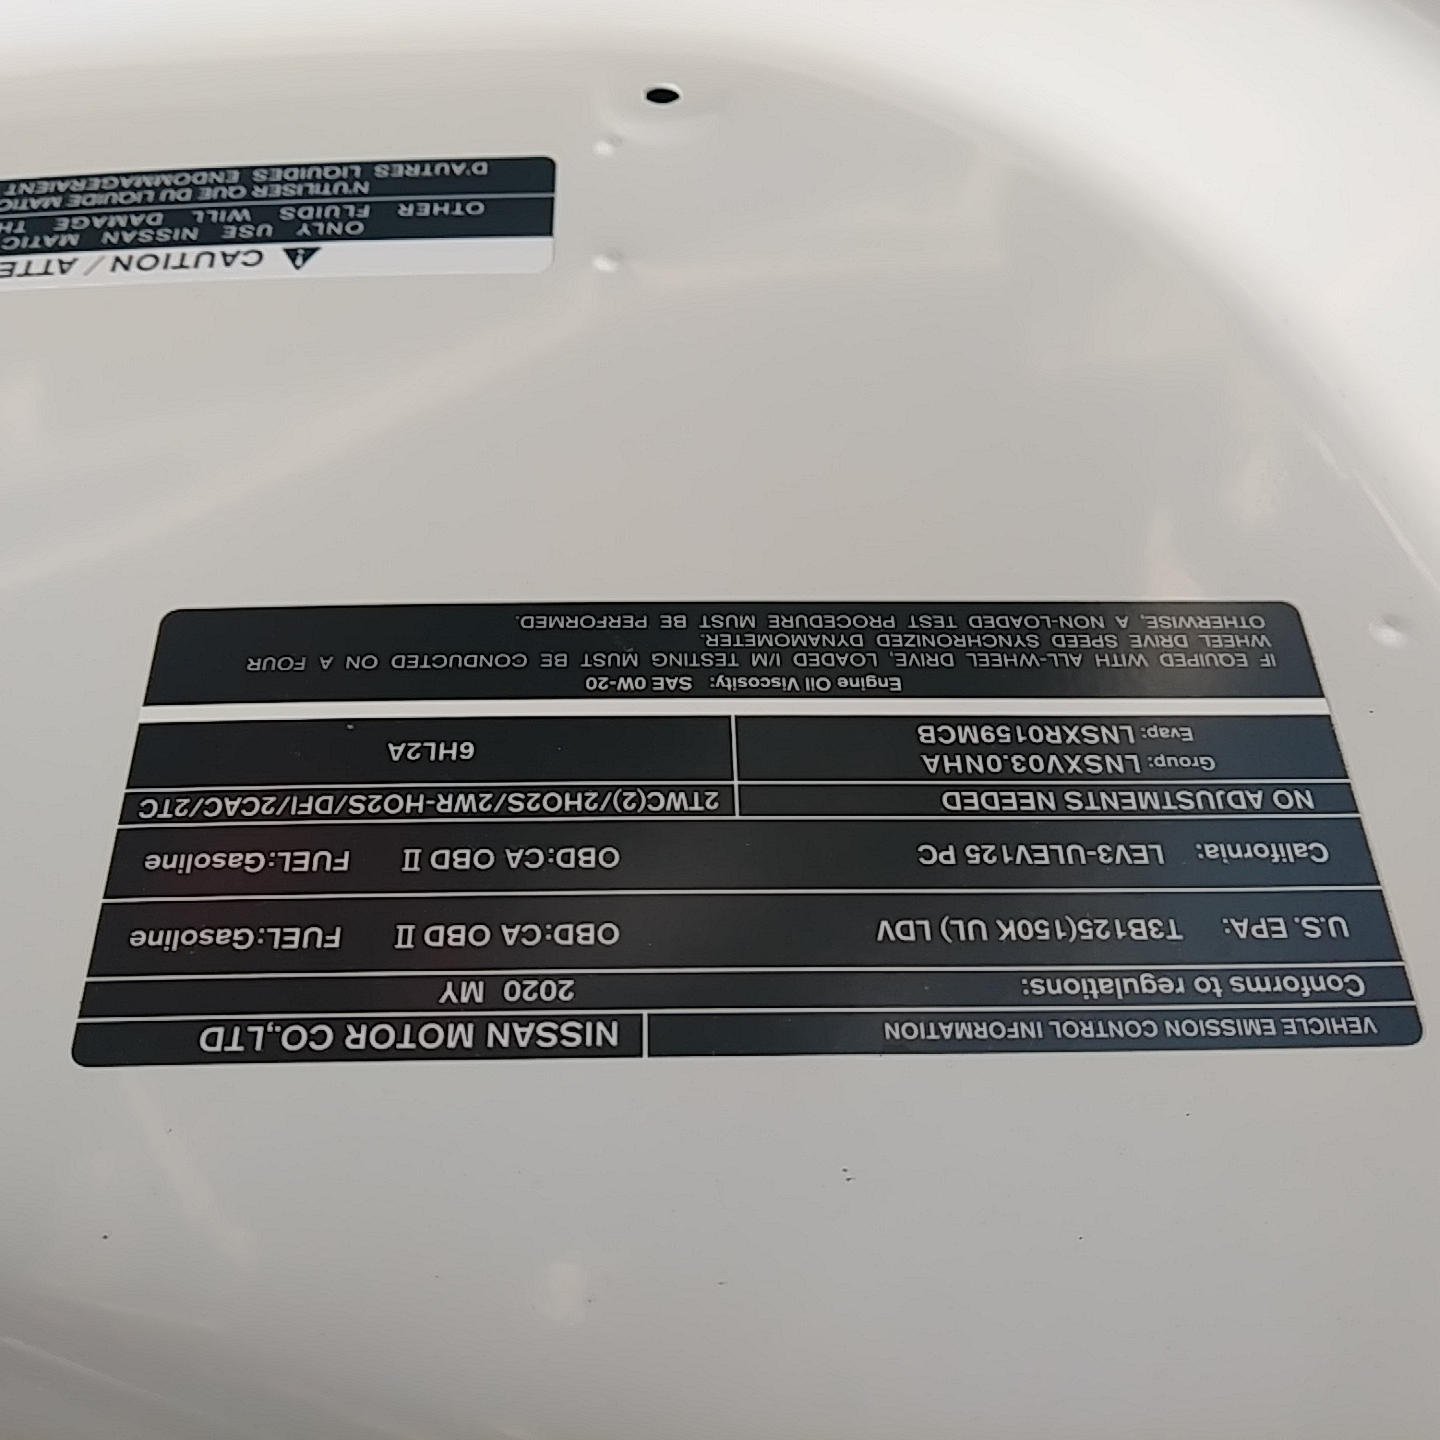 VEHICLE EMISSION CONTROL INFORMATION NISSAN MOTOR CO.,LTD
Conforms to regulations: 2020 MY
U.S. EPA: T3B125(150K UL) LDV OBD:CA OBD II FUEL:Gasoline
California: LEV3-ULEV125 PC OBD:CA OBD II FUEL:Gasoline
NO ADJUSTMENTS NEEDED 2TWC(2)/2HO2S/2WR-HO2S/DFI/2CAC/2TC
Group: LNSXV03.0NHA
Evap: LNSXR0159MCB
6HL2A
Engine Oil Viscosity: SAE 0W-20
IF EQUIPED WITH ALL-WHEEL DRIVE, LOADED I/M TESTING MUST BE CONDUCTED ON A FOUR
WHEEL DRIVE SPEED SYNCHRONIZED DYNAMOMETER.
OTHERWISE, A NON-LOADED TEST PROCEDURE MUST BE PERFORMED.
CAUTION / ATTE
ONLY USE NISSAN MATIC
OTHER FLUIDS WILL DAMAGE TH
N'UTILISER QUE DU LIQUIDE MATIC
D'AUTRES LIQUIDES ENDOMMAGERAIENT